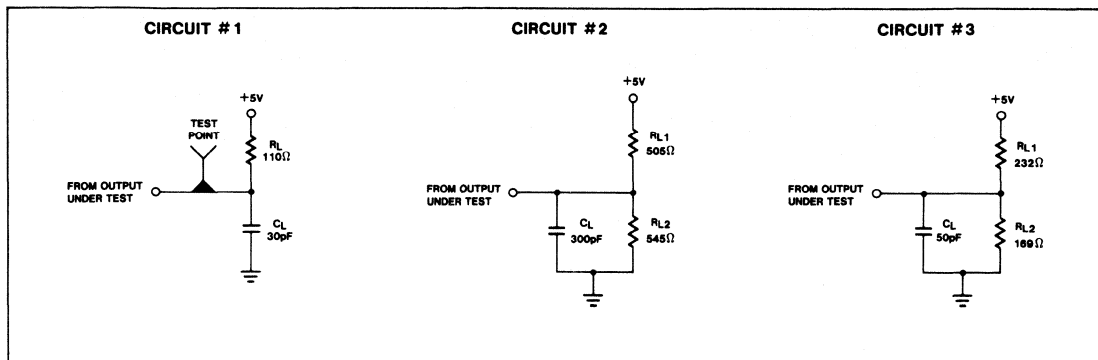 CIRCUIT #1
+5V
TEST
POINT
RL
110Ω
FROM OUTPUT
UNDER TEST
CL
30pF
CIRCUIT #2
+5V
RL1
505Ω
FROM OUTPUT
UNDER TEST
CL
300pF
RL2
545Ω
CIRCUIT #3
+5V
RL1
232Ω
FROM OUTPUT
UNDER TEST
CL
50pF
RL2
169Ω